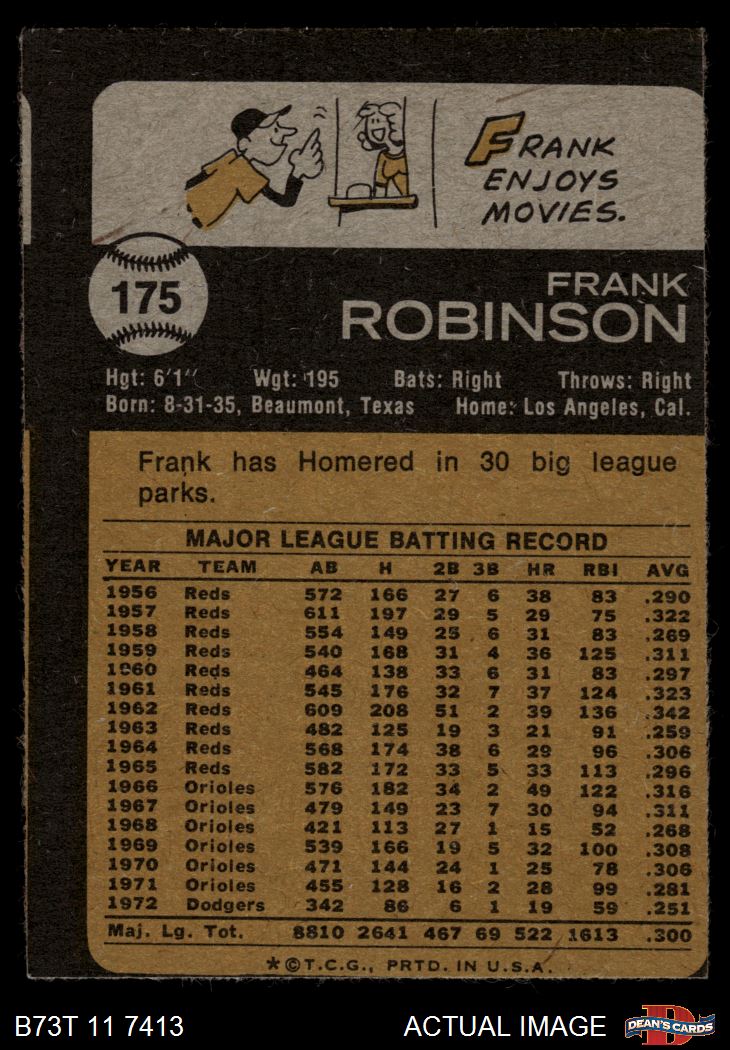 FRANK
ENJOYS
MOVIES.
175
FRANK
ROBINSON
Hgt: 6'1" Wgt: 195 Bats: Right Throws: Right
Born: 8-31-35, Beaumont, Texas Home: Los Angeles, Cal.
Frank has Homered in 30 big league
parks.
MAJOR LEAGUE BATTING RECORD
YEAR TEAM AB H 2B 3B HR RBI AVG
1956 Reds 572 166 27 6 38 83 .290
1957 Reds 611 197 29 5 29 75 .322
1958 Reds 554 149 25 6 31 83 .269
1959 Reds 540 168 31 4 36 125 .311
1960 Reds 464 138 33 6 31 83 .297
1961 Reds 545 176 32 7 37 124 .323
1962 Reds 609 208 51 2 39 136 .342
1963 Reds 482 125 19 3 21 91 .259
1964 Reds 568 174 38 6 29 96 .306
1965 Reds 582 172 33 5 33 113 .296
1966 Orioles 576 182 34 2 49 122 .316
1967 Orioles 479 149 23 7 30 94 .311
1968 Orioles 421 113 27 1 15 52 .268
1969 Orioles 539 166 19 5 32 100 .308
1970 Orioles 471 144 24 1 25 78 .306
1971 Orioles 455 128 16 2 28 99 .281
1972 Dodgers 342 86 6 1 19 59 .251
Maj. Lg. Tot. 8810 2641 467 69 522 1613 .300
*©T.C.G., PRTD. IN U.S.A.
B73T 11 7413 ACTUAL IMAGE D DEAN'S CARDS